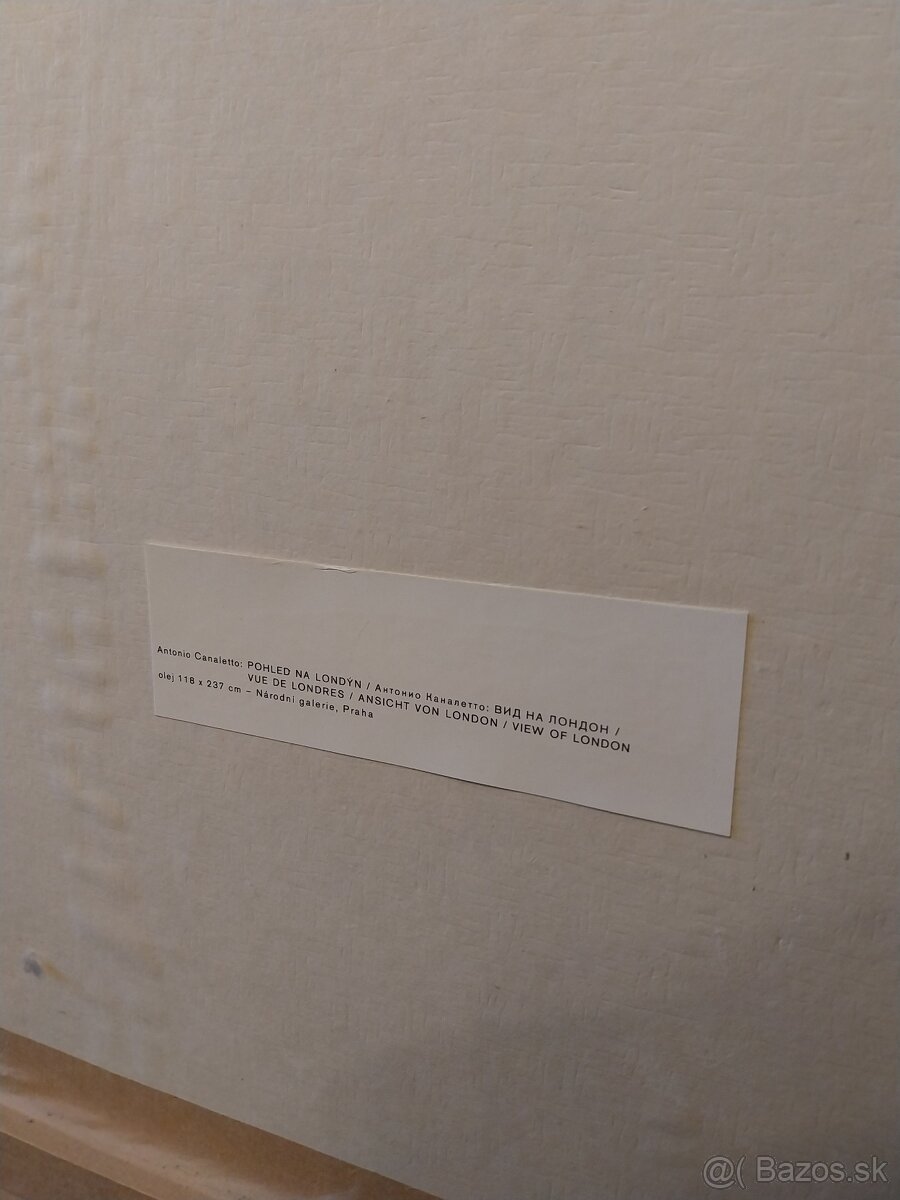 Antonio Canaletto: POHLED NA LONDÝN / Антонио Каналетто: ВИД НА ЛОНДОН /
VUE DE LONDRES / ANSICHT VON LONDON / VIEW OF LONDON
olej 118 x 237 cm – Národní galerie, Praha
@( Bazos.sk